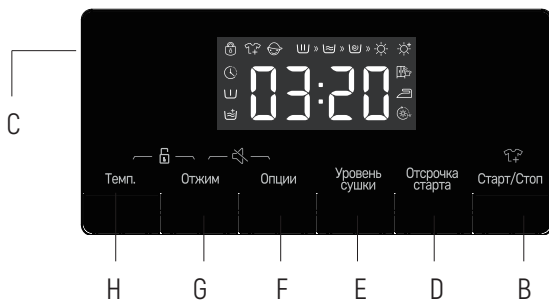 03:20
C
Темп.
Отжим
Опции
Уровень
сушки
Отсрочка
старта
Старт/Стоп
H G F E D B